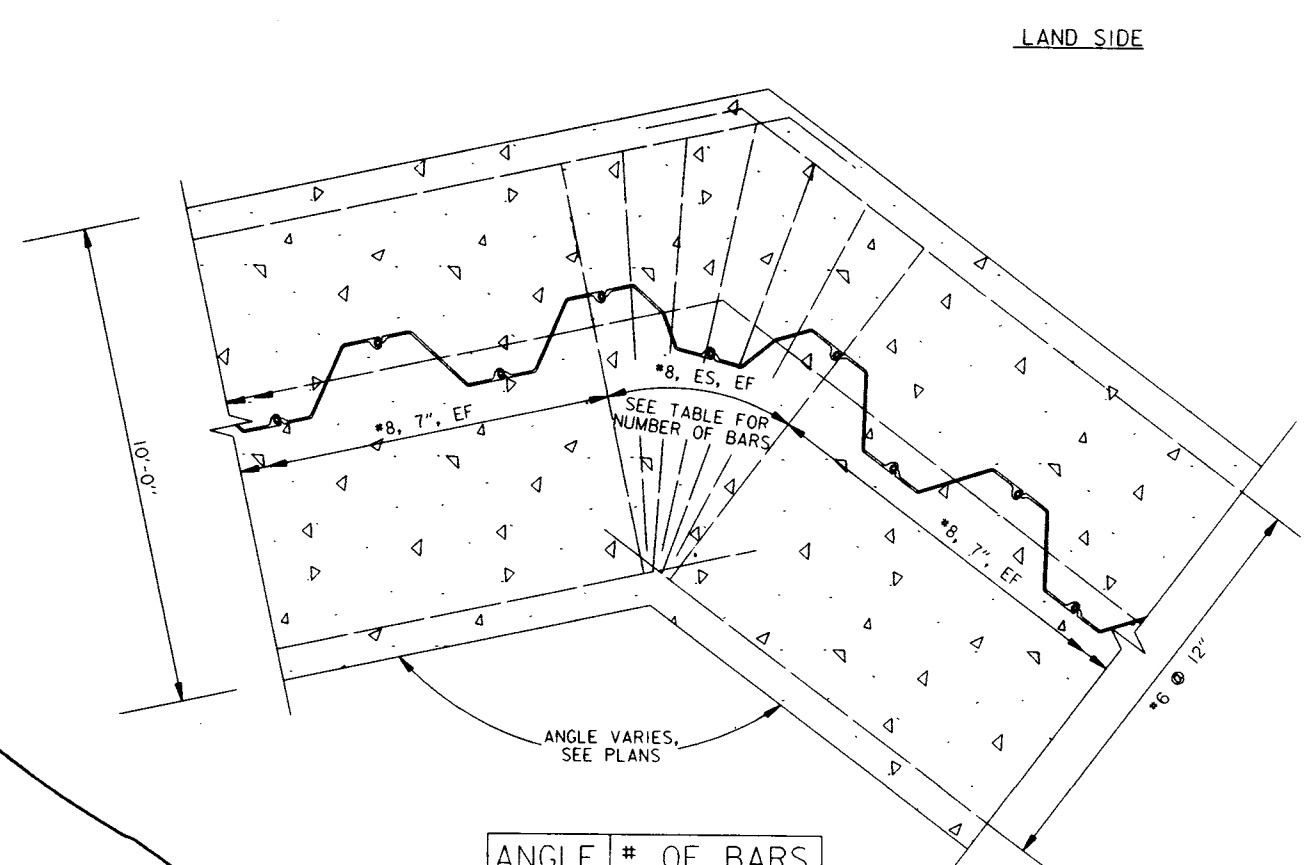 LAND SIDE
10'-0"
#8, 7", EF
#8, ES, EF
SEE TABLE FOR
NUMBER OF BARS
#8, 7", EF
#6 @ 12"
ANGLE VARIES,
SEE PLANS
ANGLE # OF BARS